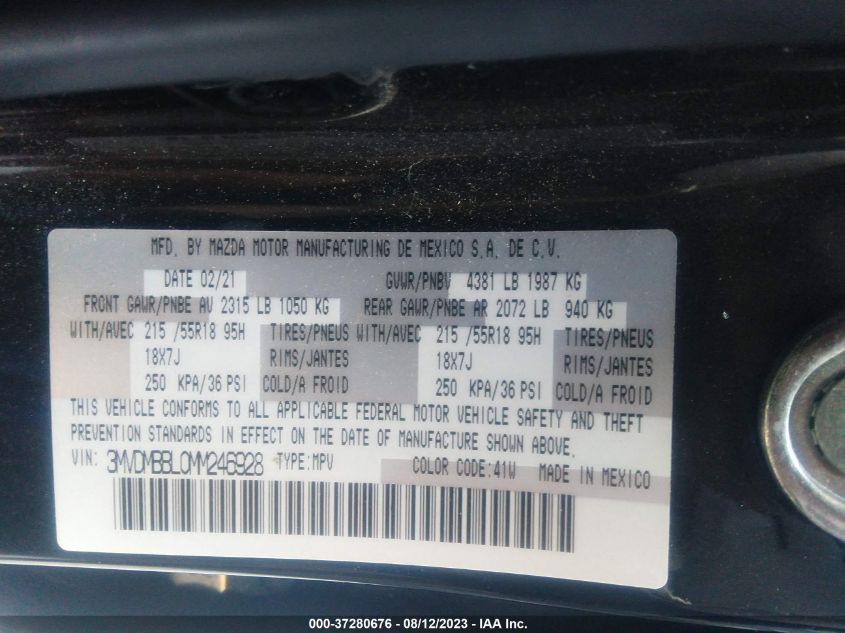 MFD. BY MAZDA MOTOR MANUFACTURING DE MEXICO S.A. DE C.V.
DATE 02/21 GVWR/PNBV 4381 LB 1987 KG
FRONT GAWR/PNBE AV 2315 LB 1050 KG REAR GAWR/PNBE AR 2072 LB 940 KG
WITH/AVEC 215 /55R18 95H TIRES/PNEUS WITH/AVEC 215 /55R18 95H TIRES/PNEUS
18X7J RIMS/JANTES 18X7J RIMS/JANTES
250 KPA/36 PSI COLD/A FROID 250 KPA/36 PSI COLD/A FROID
THIS VEHICLE CONFORMS TO ALL APPLICABLE FEDERAL MOTOR VEHICLE SAFETY AND THEFT
PREVENTION STANDARDS IN EFFECT ON THE DATE OF MANUFACTURE SHOWN ABOVE.
VIN: 3MVDMBBL0MM246928 TYPE:MPV COLOR CODE:41W MADE IN MEXICO
000-37280676 - 08/12/2023 - IAA Inc.